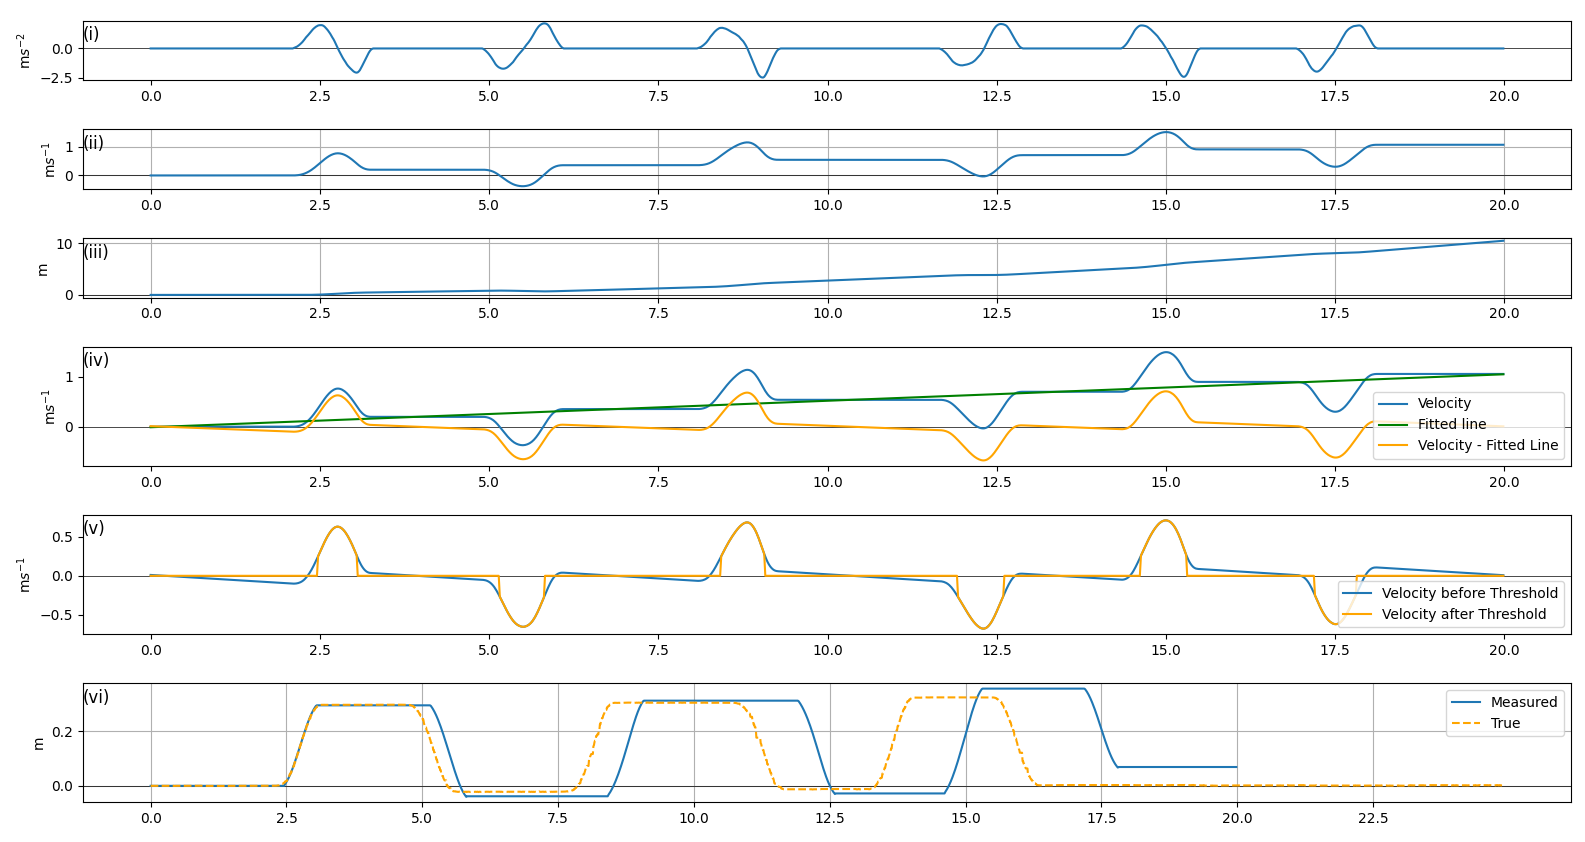 (i)
ms⁻²
0.0
−2.5
0.0 2.5 5.0 7.5 10.0 12.5 15.0 17.5 20.0
(ii)
ms⁻¹
1
0
0.0 2.5 5.0 7.5 10.0 12.5 15.0 17.5 20.0
(iii)
m
10
0
0.0 2.5 5.0 7.5 10.0 12.5 15.0 17.5 20.0
(iv)
ms⁻¹
1
0
Velocity
Fitted line
Velocity - Fitted Line
0.0 2.5 5.0 7.5 10.0 12.5 15.0 17.5 20.0
(v)
ms⁻¹
0.5
0.0
−0.5
Velocity before Threshold
Velocity after Threshold
0.0 2.5 5.0 7.5 10.0 12.5 15.0 17.5 20.0
(vi)
m
0.2
0.0
Measured
True
0.0 2.5 5.0 7.5 10.0 12.5 15.0 17.5 20.0 22.5